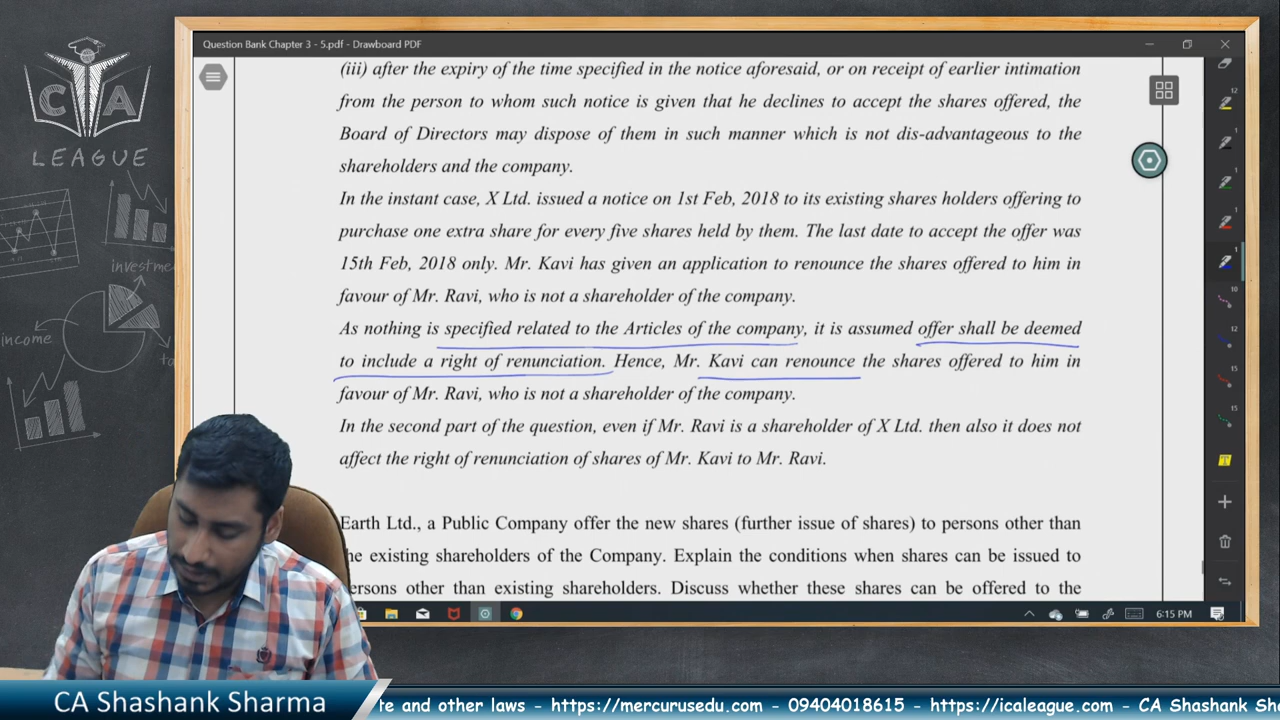 Question Bank Chapter 3 - 5.pdf - Drawboard PDF
C A
LEAGUE
investme
income
(iii) after the expiry of the time specified in the notice aforesaid, or on receipt of earlier intimation
from the person to whom such notice is given that he declines to accept the shares offered, the
Board of Directors may dispose of them in such manner which is not dis-advantageous to the
shareholders and the company.
In the instant case, X Ltd. issued a notice on 1st Feb, 2018 to its existing shares holders offering to
purchase one extra share for every five shares held by them. The last date to accept the offer was
15th Feb, 2018 only. Mr. Kavi has given an application to renounce the shares offered to him in
favour of Mr. Ravi, who is not a shareholder of the company.
As nothing is specified related to the Articles of the company, it is assumed offer shall be deemed
to include a right of renunciation. Hence, Mr. Kavi can renounce the shares offered to him in
favour of Mr. Ravi, who is not a shareholder of the company.
In the second part of the question, even if Mr. Ravi is a shareholder of X Ltd. then also it does not
affect the right of renunciation of shares of Mr. Kavi to Mr. Ravi.
Earth Ltd., a Public Company offer the new shares (further issue of shares) to persons other than
he existing shareholders of the Company. Explain the conditions when shares can be issued to
ersons other than existing shareholders. Discuss whether these shares can be offered to the
12
1
1
1
1
10
12
15
15
T
6:15 PM
CA Shashank Sharma
te and other laws - https://mercurusedu.com - 09404018615 - https://icaleague.com - CA Shashank Sh